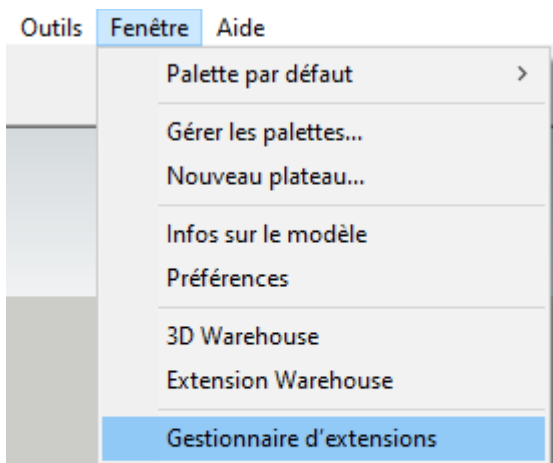 Outils Fenêtre Aide
Palette par défaut
Gérer les palettes...
Nouveau plateau...
Infos sur le modèle
Préférences
3D Warehouse
Extension Warehouse
Gestionnaire d'extensions